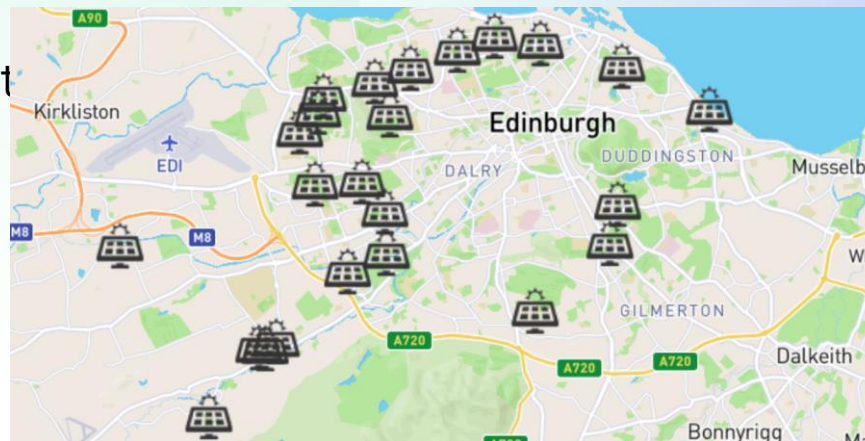 A90
t
Kirkliston
EDI
Edinburgh
DALRY
DUDDINGSTON
Musselb
M8
M8
W
GILMERTON
A720
A720
A720
Dalkeith
Bonnyrigg